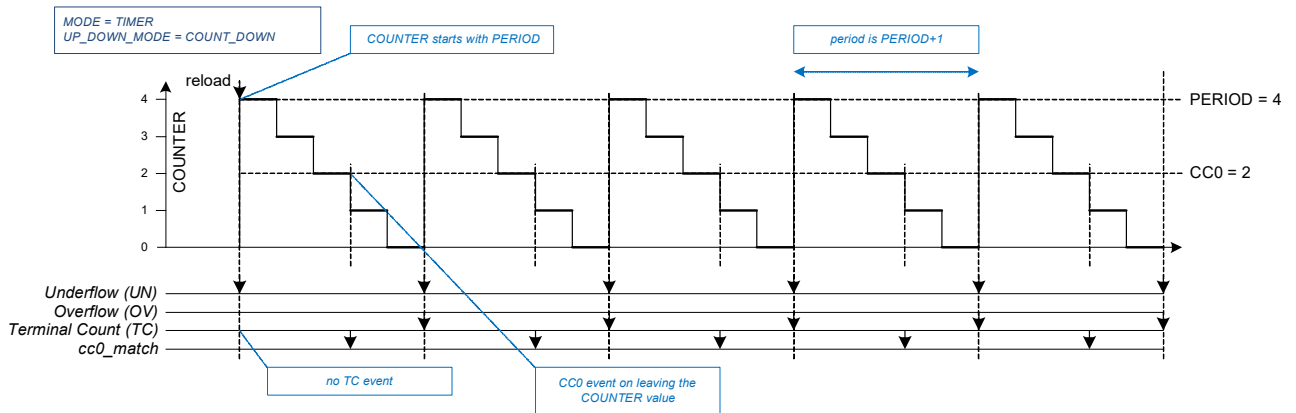 MODE = TIMER
UP_DOWN_MODE = COUNT_DOWN
COUNTER starts with PERIOD
period is PERIOD+1
reload
4
PERIOD = 4
3
COUNTER
2
CC0 = 2
1
0
Underflow (UN)
Overflow (OV)
Terminal Count (TC)
cc0_match
no TC event
CC0 event on leaving the
COUNTER value